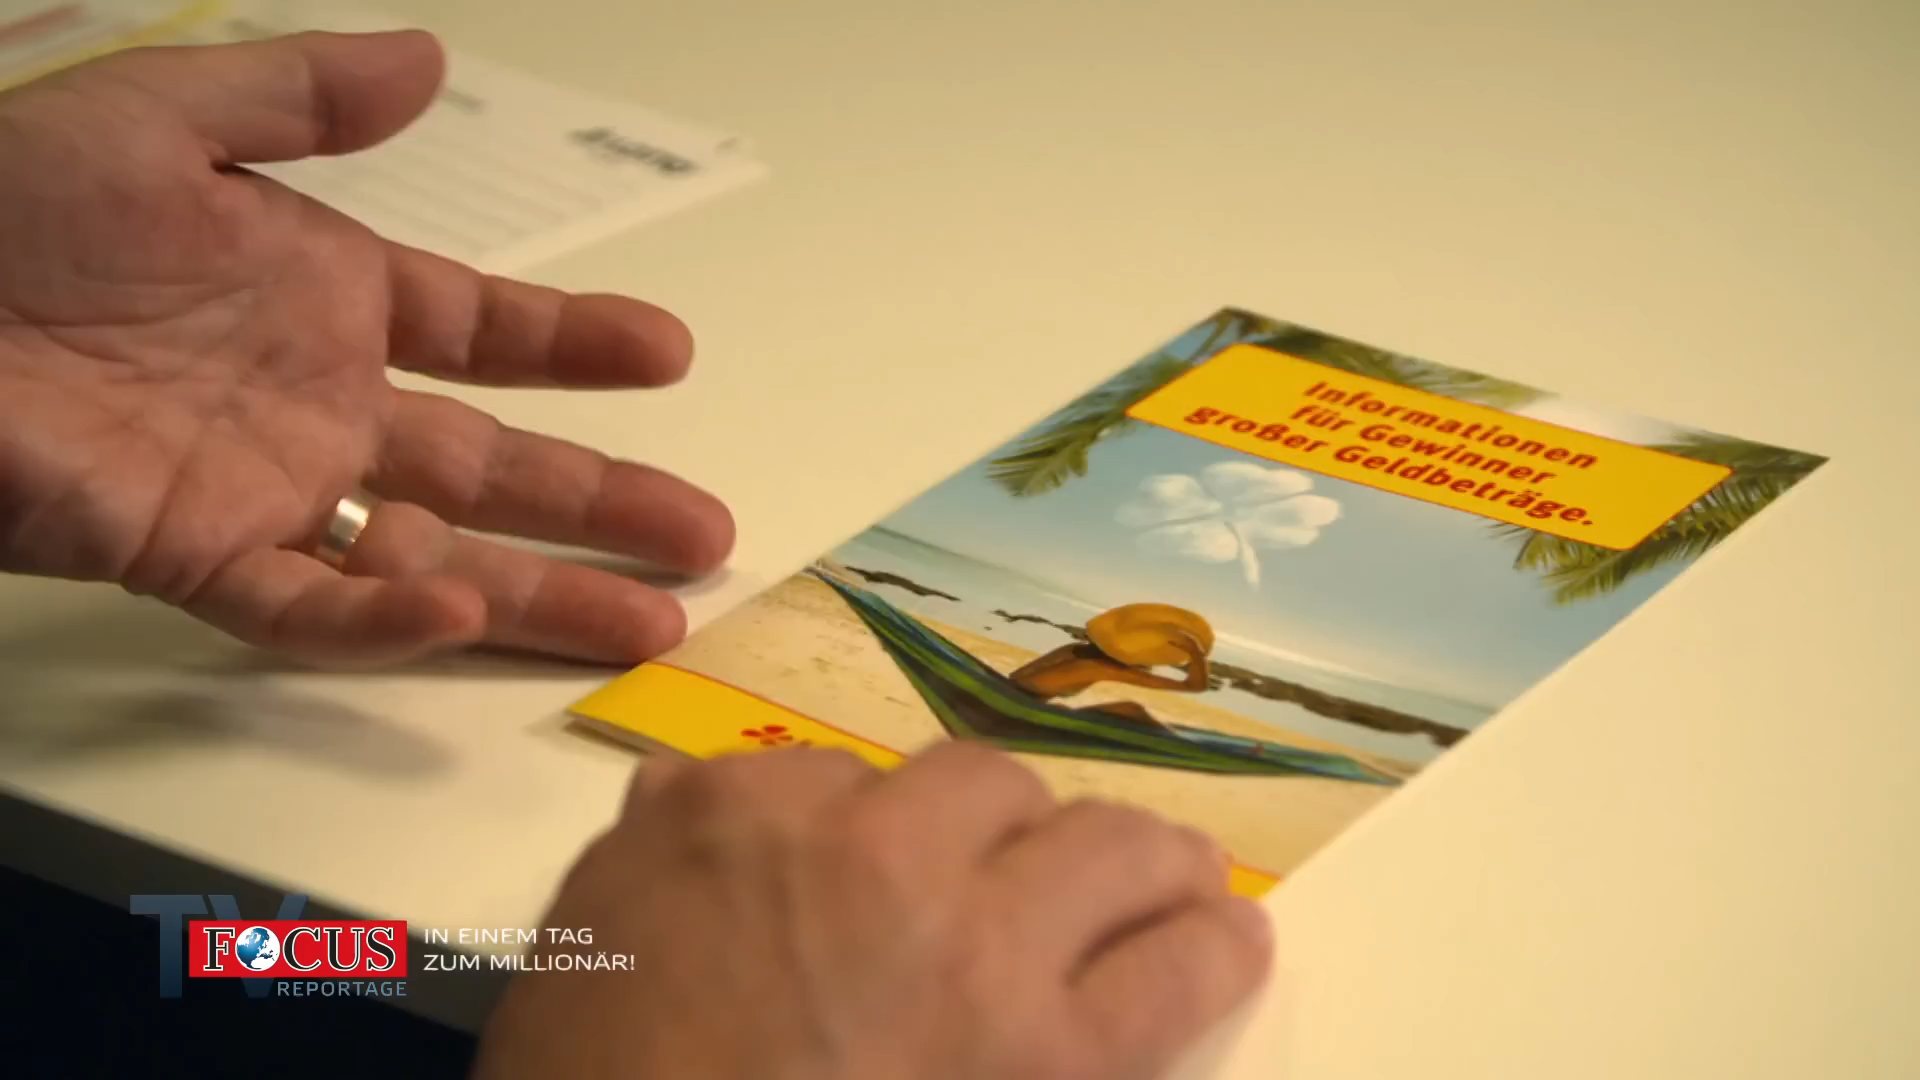 Informationen
für Gewinner
großer Geldbeträge.
TV
FOCUS
REPORTAGE
IN EINEM TAG
ZUM MILLIONÄR!